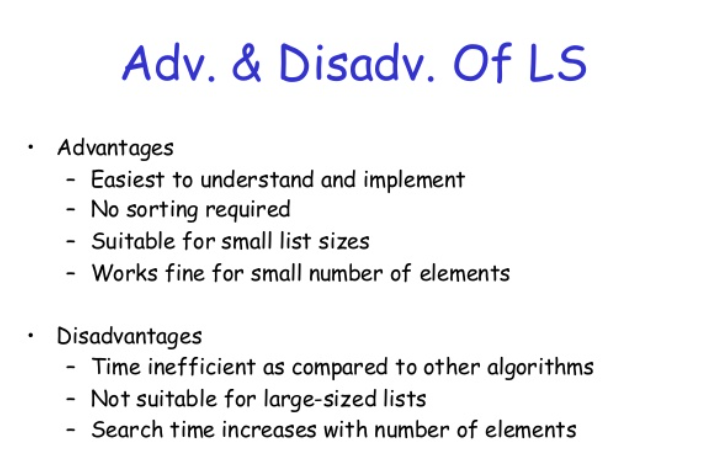 Adv. & Disadv. Of LS
• Advantages
– Easiest to understand and implement
– No sorting required
– Suitable for small list sizes
– Works fine for small number of elements
• Disadvantages
– Time inefficient as compared to other algorithms
– Not suitable for large-sized lists
– Search time increases with number of elements